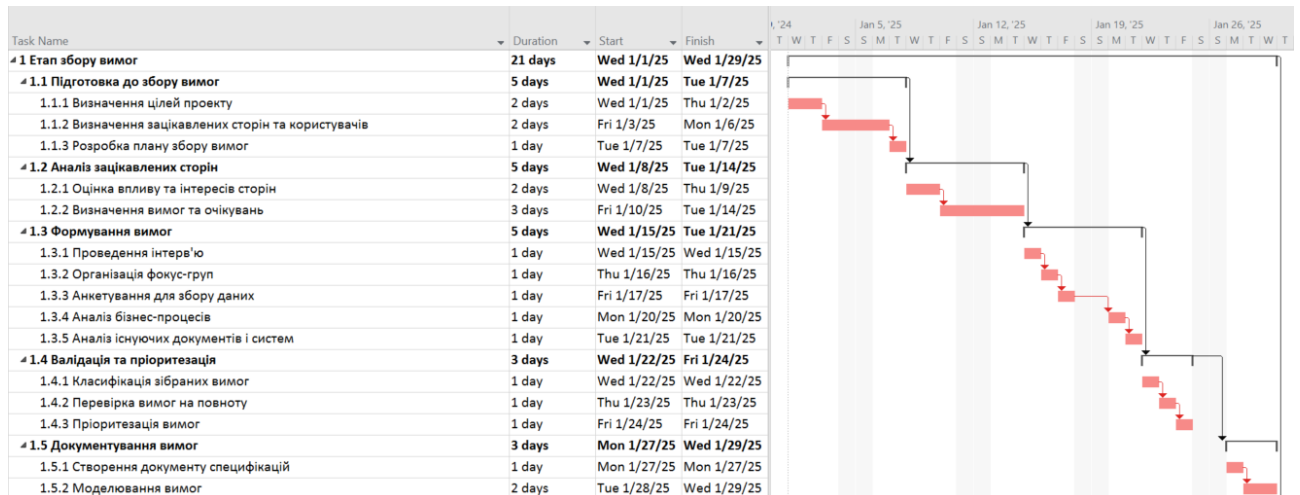 , '24 Jan 5, '25 Jan 12, '25 Jan 19, '25 Jan 26, '25
Task Name Duration Start Finish T W T F S S M T W T F S S M T W T F S S M T W T F S S M T W T
1 Етап збору вимог 21 days Wed 1/1/25 Wed 1/29/25
1.1 Підготовка до збору вимог 5 days Wed 1/1/25 Tue 1/7/25
1.1.1 Визначення цілей проекту 2 days Wed 1/1/25 Thu 1/2/25
1.1.2 Визначення зацікавлених сторін та користувачів 2 days Fri 1/3/25 Mon 1/6/25
1.1.3 Розробка плану збору вимог 1 day Tue 1/7/25 Tue 1/7/25
1.2 Аналіз зацікавлених сторін 5 days Wed 1/8/25 Tue 1/14/25
1.2.1 Оцінка впливу та інтересів сторін 2 days Wed 1/8/25 Thu 1/9/25
1.2.2 Визначення вимог та очікувань 3 days Fri 1/10/25 Tue 1/14/25
1.3 Формування вимог 5 days Wed 1/15/25 Tue 1/21/25
1.3.1 Проведення інтерв'ю 1 day Wed 1/15/25 Wed 1/15/25
1.3.2 Організація фокус-груп 1 day Thu 1/16/25 Thu 1/16/25
1.3.3 Анкетування для збору даних 1 day Fri 1/17/25 Fri 1/17/25
1.3.4 Аналіз бізнес-процесів 1 day Mon 1/20/25 Mon 1/20/25
1.3.5 Аналіз існуючих документів і систем 1 day Tue 1/21/25 Tue 1/21/25
1.4 Валідація та пріоритезація 3 days Wed 1/22/25 Fri 1/24/25
1.4.1 Класифікація зібраних вимог 1 day Wed 1/22/25 Wed 1/22/25
1.4.2 Перевірка вимог на повноту 1 day Thu 1/23/25 Thu 1/23/25
1.4.3 Пріоритезація вимог 1 day Fri 1/24/25 Fri 1/24/25
1.5 Документування вимог 3 days Mon 1/27/25 Wed 1/29/25
1.5.1 Створення документу специфікацій 1 day Mon 1/27/25 Mon 1/27/25
1.5.2 Моделювання вимог 2 days Tue 1/28/25 Wed 1/29/25